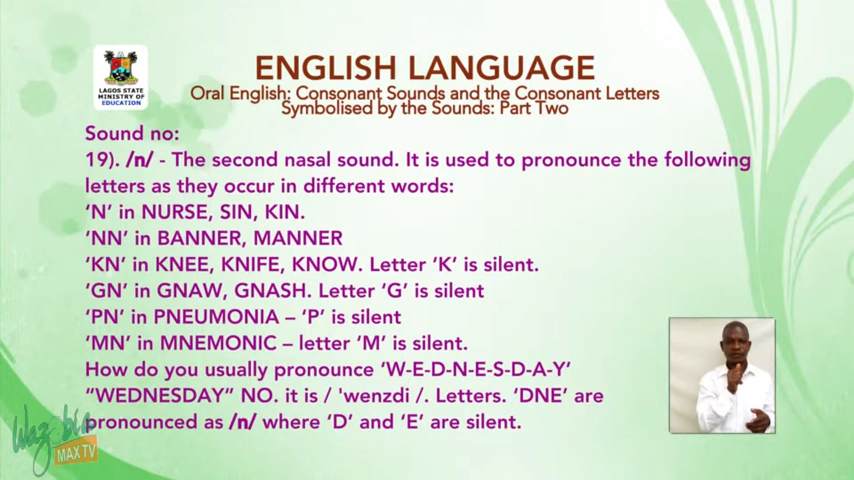 LAGOS STATE
MINISTRY OF
EDUCATION
ENGLISH LANGUAGE
Oral English: Consonant Sounds and the Consonant Letters
Symbolised by the Sounds: Part Two
Sound no:
19). /n/ - The second nasal sound. It is used to pronounce the following
letters as they occur in different words:
‘N’ in NURSE, SIN, KIN.
‘NN’ in BANNER, MANNER
‘KN’ in KNEE, KNIFE, KNOW. Letter ‘K’ is silent.
‘GN’ in GNAW, GNASH. Letter ‘G’ is silent
‘PN’ in PNEUMONIA – ‘P’ is silent
‘MN’ in MNEMONIC – letter ‘M’ is silent.
How do you usually pronounce ‘W-E-D-N-E-S-D-A-Y’
“WEDNESDAY“ NO. it is / 'wenzdi /. Letters. ‘DNE’ are
pronounced as /n/ where ‘D’ and ‘E’ are silent.
Wazobia
MAX TV